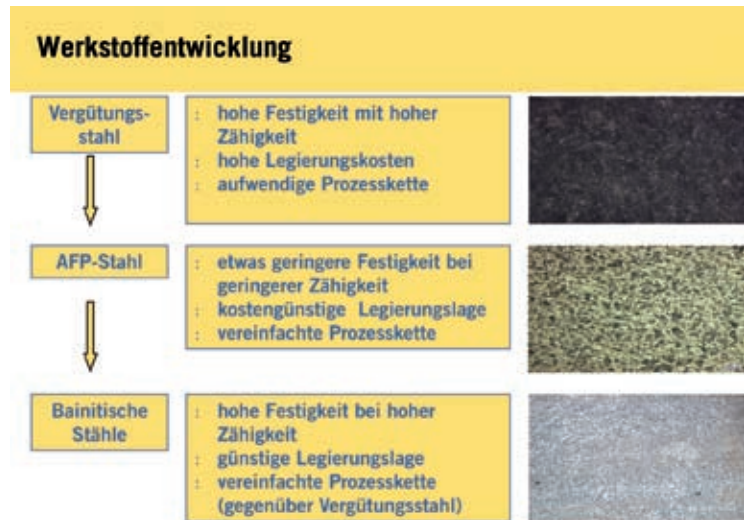 Werkstoffentwicklung
Vergütungs-
stahl
: hohe Festigkeit mit hoher
Zähigkeit
: hohe Legierungskosten
: aufwendige Prozesskette
AFP-Stahl
: etwas geringere Festigkeit bei
geringerer Zähigkeit
: kostengünstige Legierungslage
: vereinfachte Prozesskette
Bainitische
Stähle
: hohe Festigkeit bei hoher
Zähigkeit
: günstige Legierungslage
: vereinfachte Prozesskette
(gegenüber Vergütungsstahl)